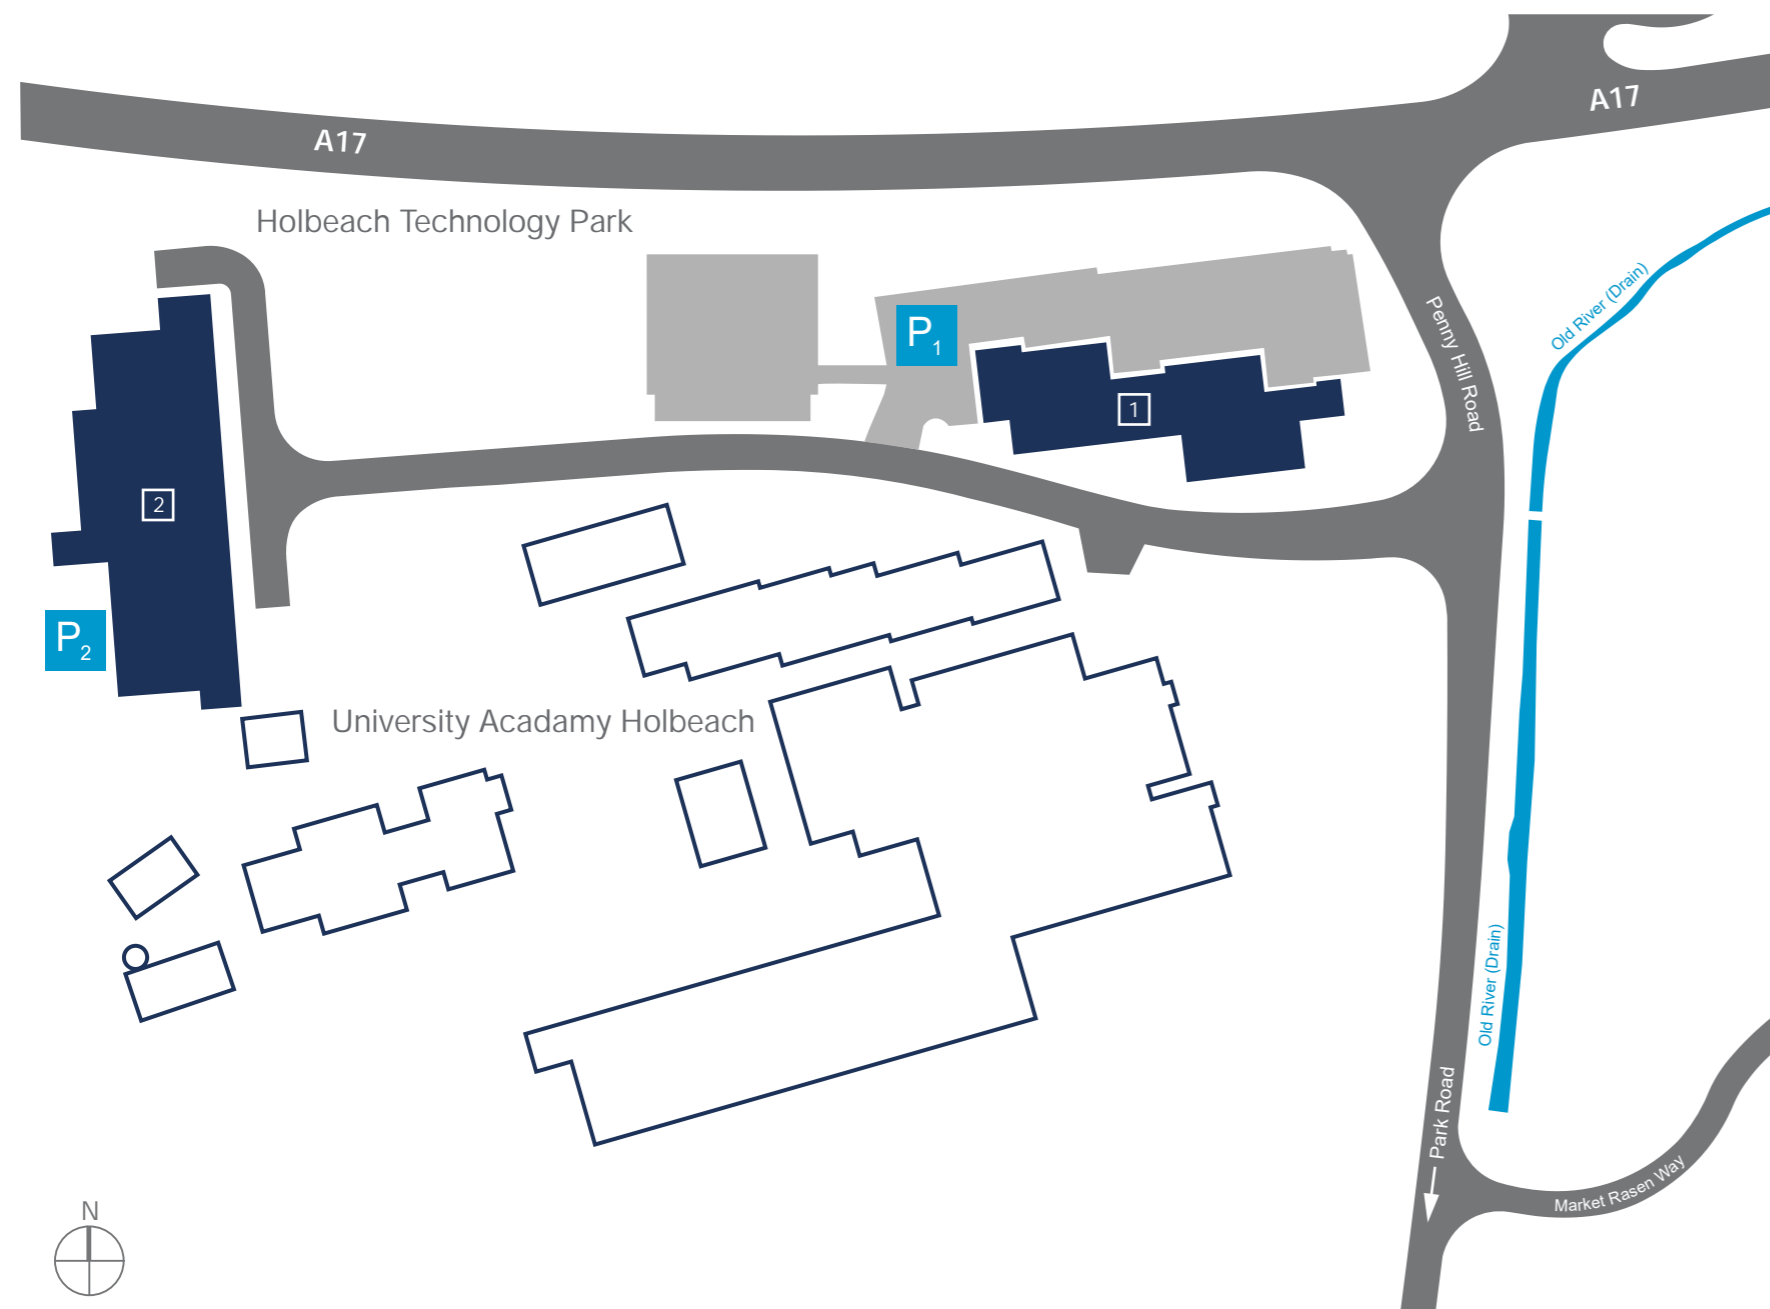 A17
A17
Holbeach Technology Park
Old River (Drain)
Penny Hill Road
P1
1
2
P2
University Acadamy Holbeach
Old River (Drain)
Park Road
Market Rasen Way
N